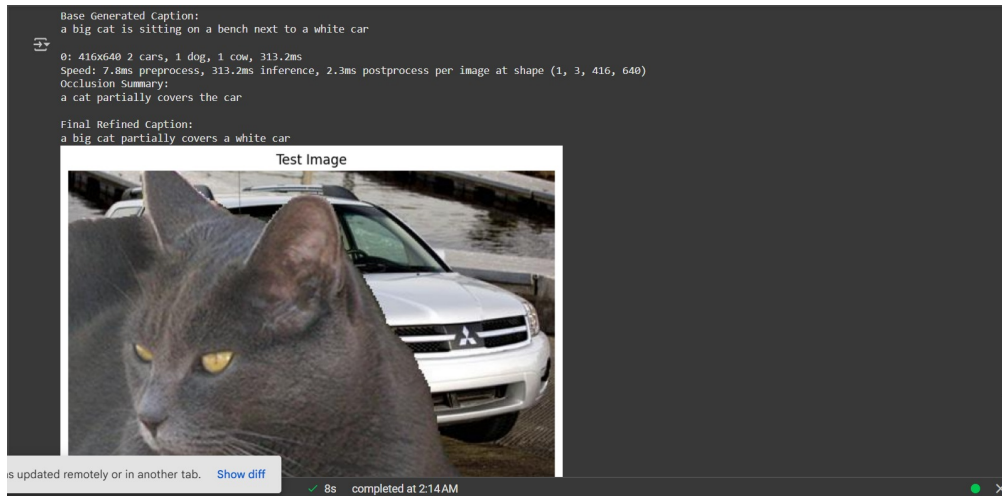 Base Generated Caption:
a big cat is sitting on a bench next to a white car
0: 416x640 2 cars, 1 dog, 1 cow, 313.2ms
Speed: 7.8ms preprocess, 313.2ms inference, 2.3ms postprocess per image at shape (1, 3, 416, 640)
Occlusion Summary:
a cat partially covers the car
Final Refined Caption:
a big cat partially covers a white car
Test Image
s updated remotely or in another tab. Show diff
8s completed at 2:14 AM